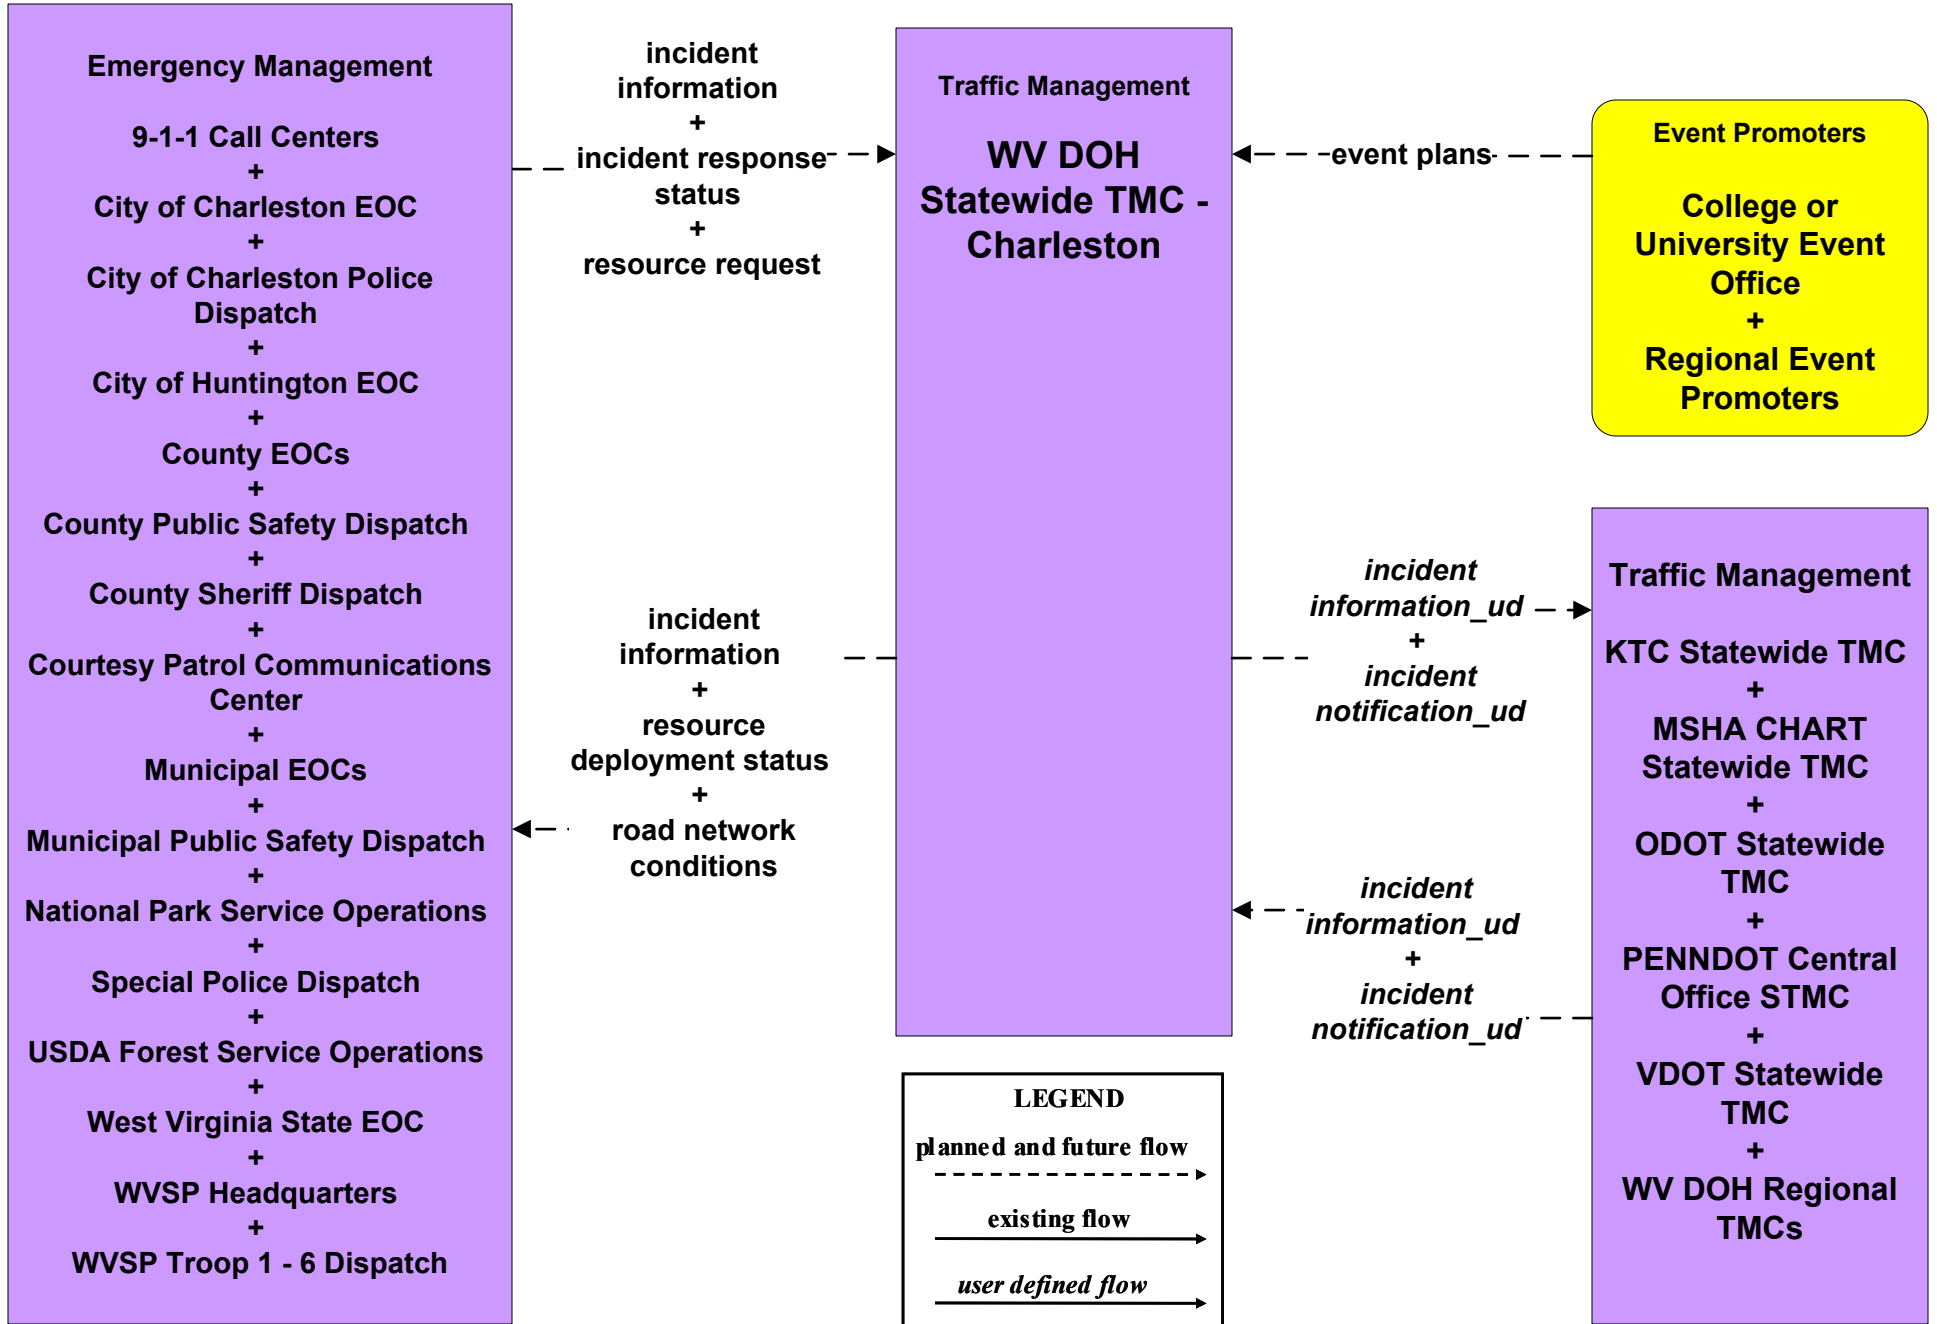 Emergency Management
9-1-1 Call Centers
+
City of Charleston EOC
+
City of Charleston Police
Dispatch
+
City of Huntington EOC
+
County EOCs
+
County Public Safety Dispatch
+
County Sheriff Dispatch
+
Courtesy Patrol Communications
Center
+
Municipal EOCs
+
Municipal Public Safety Dispatch
+
National Park Service Operations
+
Special Police Dispatch
+
USDA Forest Service Operations
+
West Virginia State EOC
+
WVSP Headquarters
+
WVSP Troop 1 - 6 Dispatch
incident
information
+
incident response
status
+
resource request
incident
information
+
resource
deployment status
+
road network
conditions
Traffic Management
WV DOH
Statewide TMC -
Charleston
event plans
Event Promoters
College or
University Event
Office
+
Regional Event
Promoters
incident
information_ud
+
incident
notification_ud
incident
information_ud
+
incident
notification_ud
Traffic Management
KTC Statewide TMC
+
MSHA CHART
Statewide TMC
+
ODOT Statewide
TMC
+
PENNDOT Central
Office STMC
+
VDOT Statewide
TMC
+
WV DOH Regional
TMCs
LEGEND
planned and future flow
existing flow
user defined flow